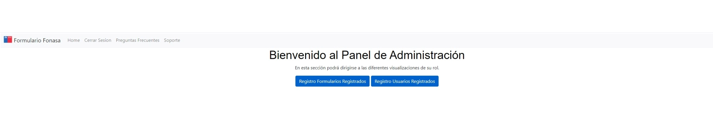 Formulario Fonasa Home Cerrar Sesión Preguntas Frecuentes Soporte
Bienvenido al Panel de Administración
En esta sección podrá dirigirse a las diferentes visualizaciones de su rol.
Registro Formularios Registrados Registro Usuarios Registrados